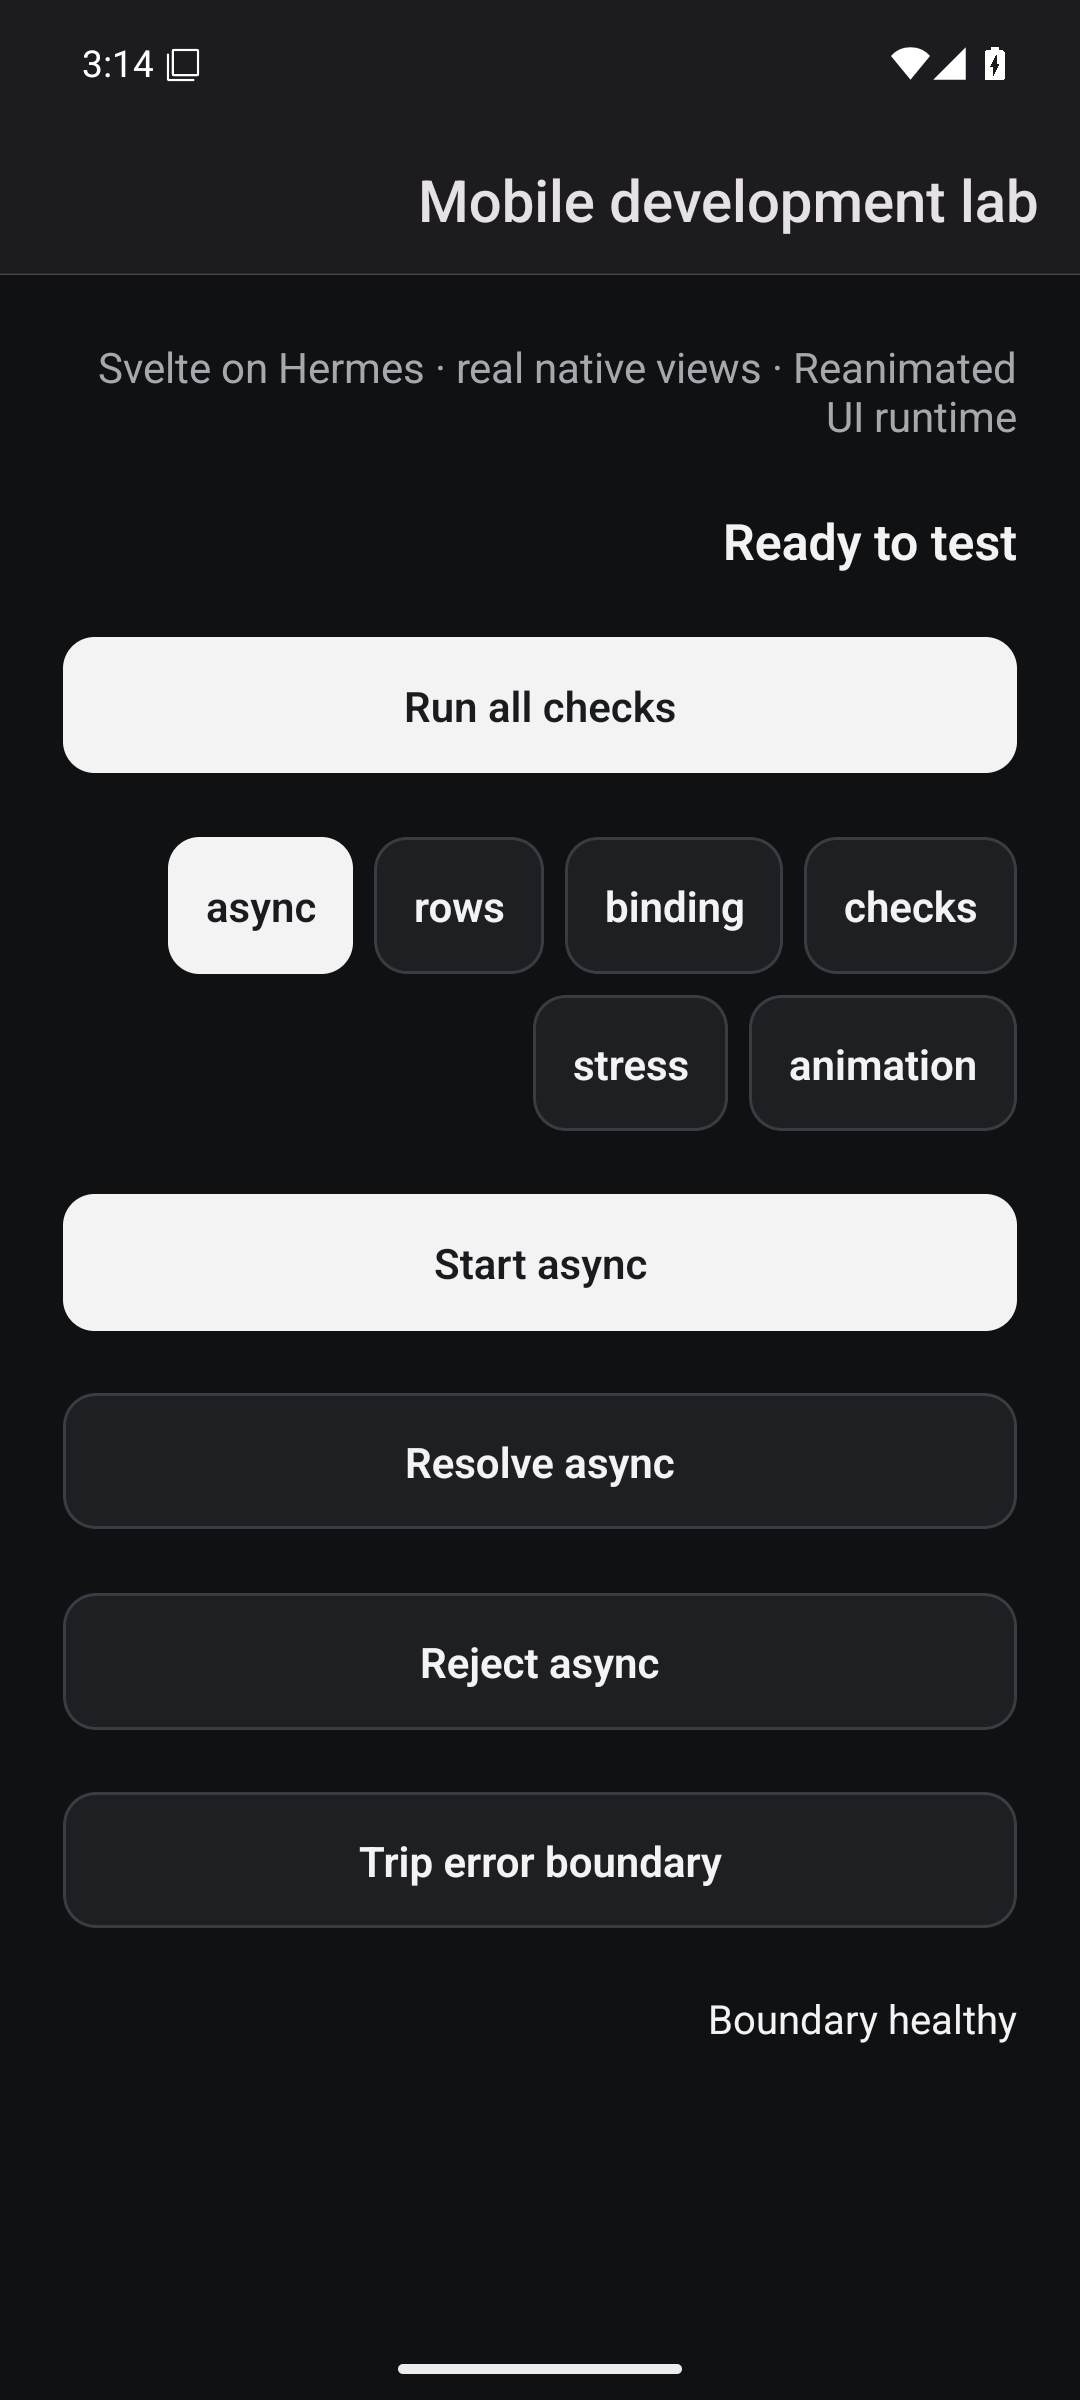 3:14
Mobile development lab
Svelte on Hermes · real native views · Reanimated
UI runtime
Ready to test
Run all checks
async rows binding checks
stress animation
Start async
Resolve async
Reject async
Trip error boundary
Boundary healthy